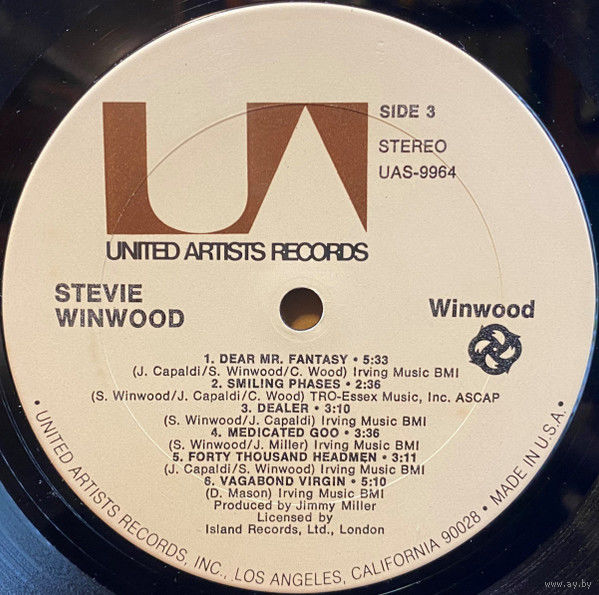 SIDE 3
STEREO
UAS-9964
UNITED ARTISTS RECORDS
STEVIE
WINWOOD
Winwood
1. DEAR MR. FANTASY • 5:33
(J. Capaldi/S. Winwood/C. Wood) Irving Music BMI
2. SMILING PHASES • 2:36
(S. Winwood/J. Capaldi/C. Wood) TRO-Essex Music, Inc. ASCAP
3. DEALER • 3:10
(S. Winwood/J. Capaldi) Irving Music BMI
4. MEDICATED GOO • 3:36
(S. Winwood/J. Miller) Irving Music BMI
5. FORTY THOUSAND HEADMEN • 3:11
(J. Capaldi/S. Winwood) Irving Music BMI
6. VAGABOND VIRGIN • 5:10
(D. Mason) Irving Music BMI
Produced by Jimmy Miller
Licensed by
Island Records, Ltd., London
• UNITED ARTISTS RECORDS, INC., LOS ANGELES, CALIFORNIA 90028 • MADE IN U.S.A. •
www.ay.by